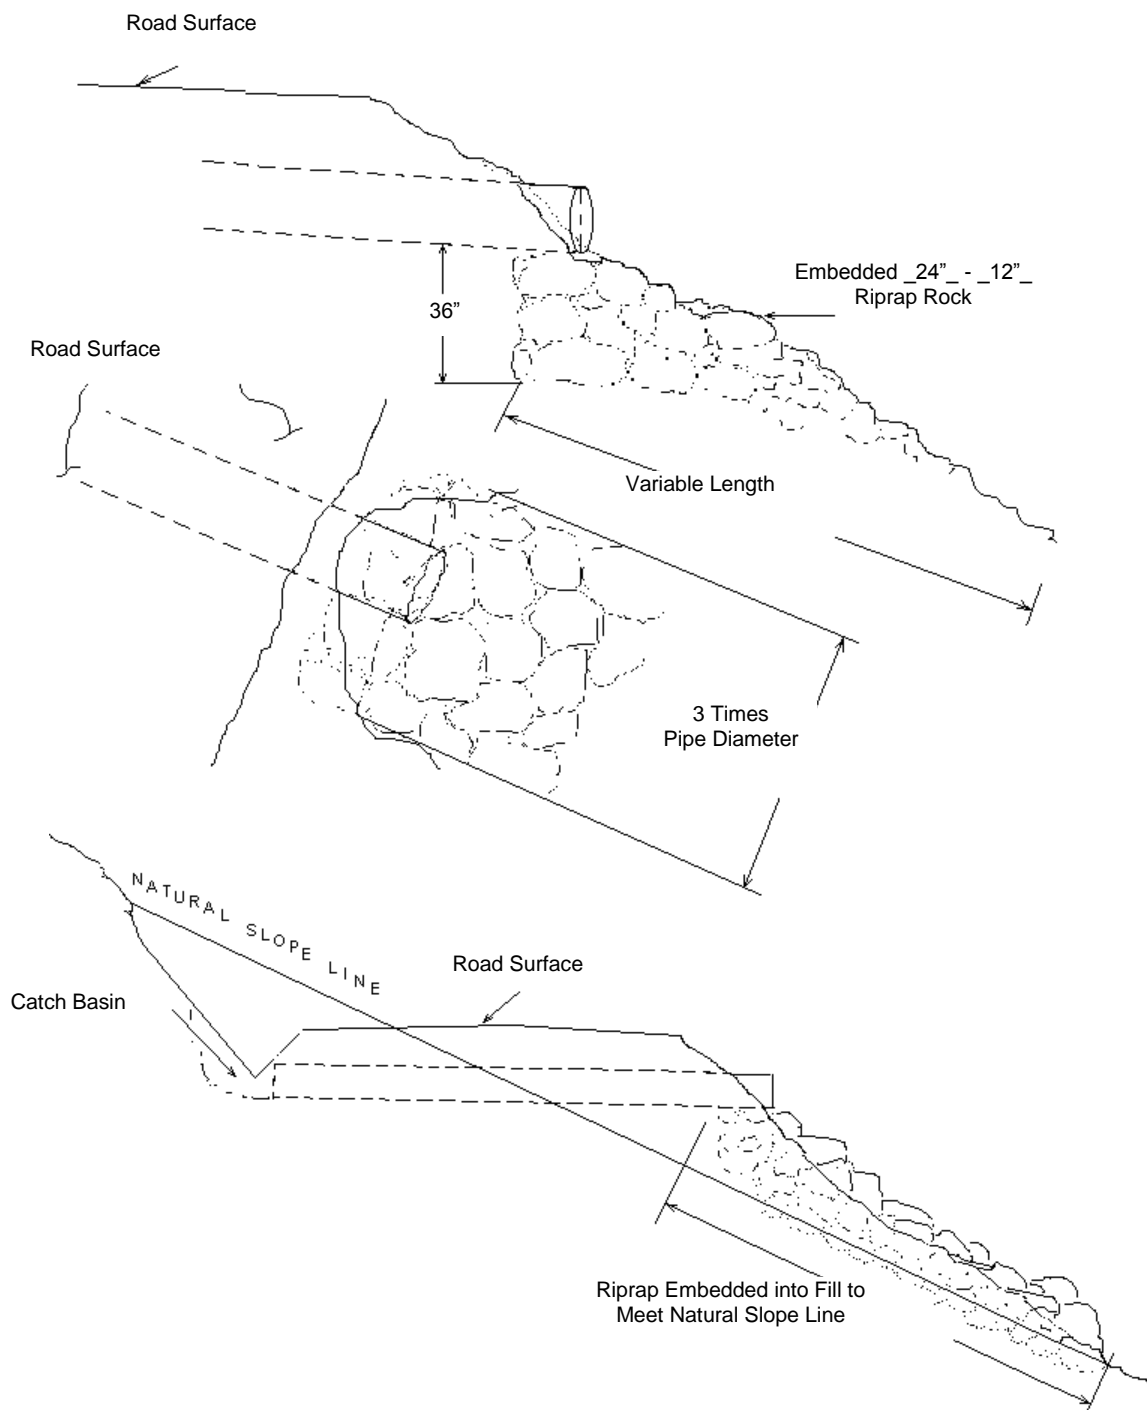 Road Surface
Embedded _24”_ - _12”_
Riprap Rock
36”
Road Surface
Variable Length
3 Times
Pipe Diameter
NATURAL SLOPE LINE
Road Surface
Catch Basin
Riprap Embedded into Fill to
Meet Natural Slope Line